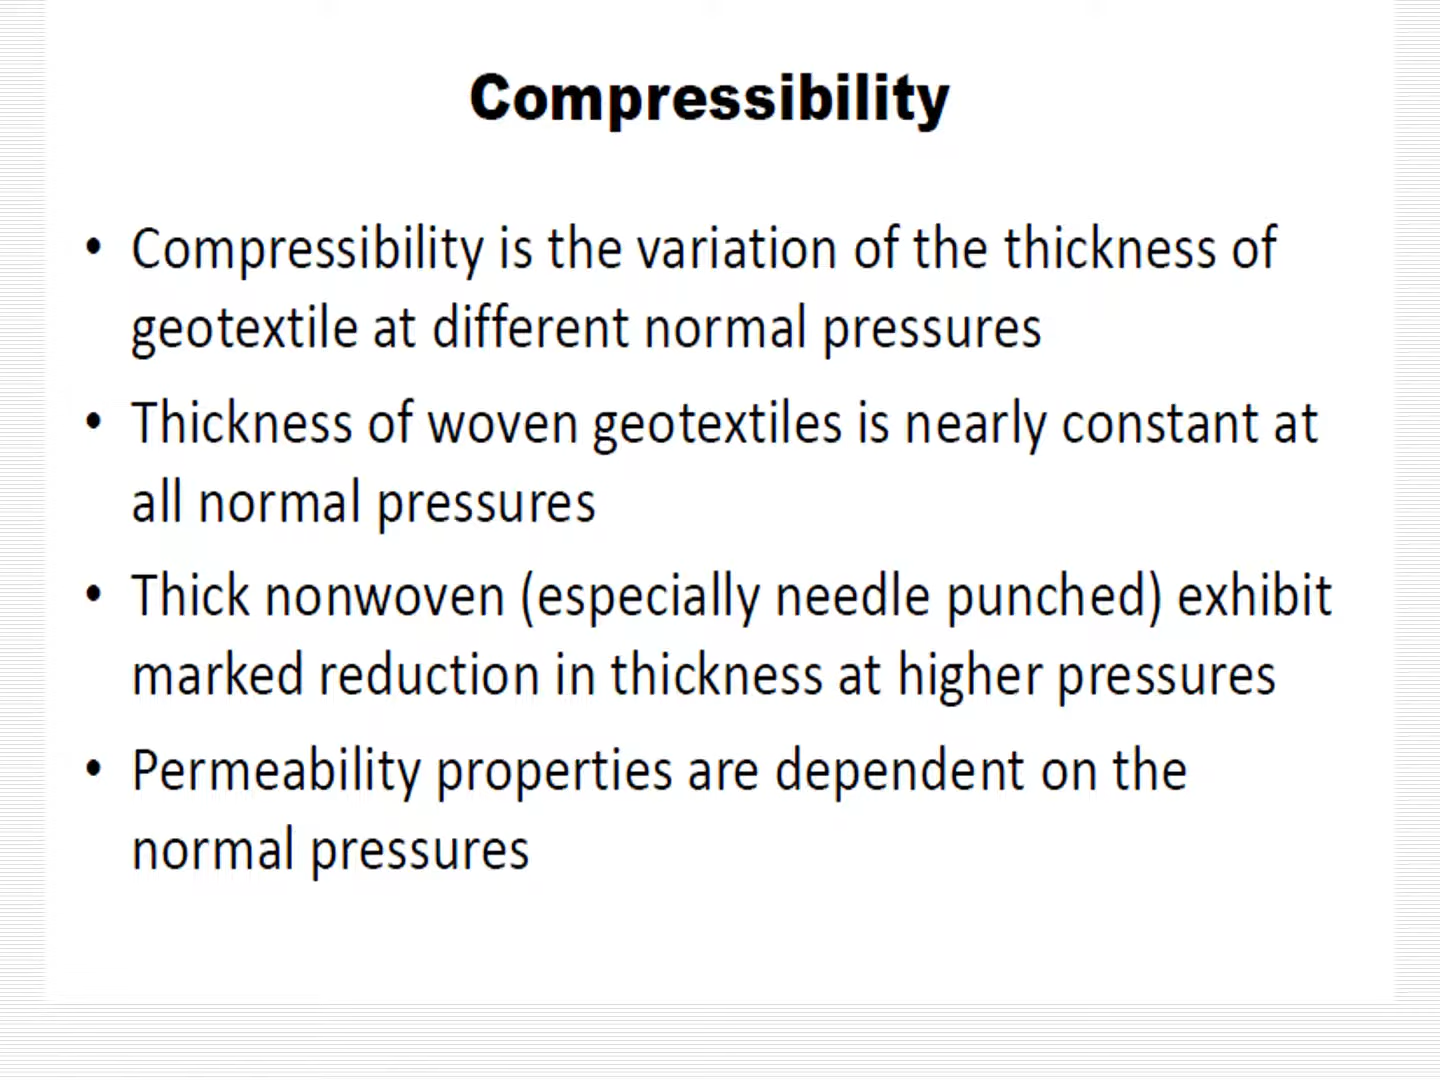 Compressibility
• Compressibility is the variation of the thickness of
geotextile at different normal pressures
• Thickness of woven geotextiles is nearly constant at
all normal pressures
• Thick nonwoven (especially needle punched) exhibit
marked reduction in thickness at higher pressures
• Permeability properties are dependent on the
normal pressures